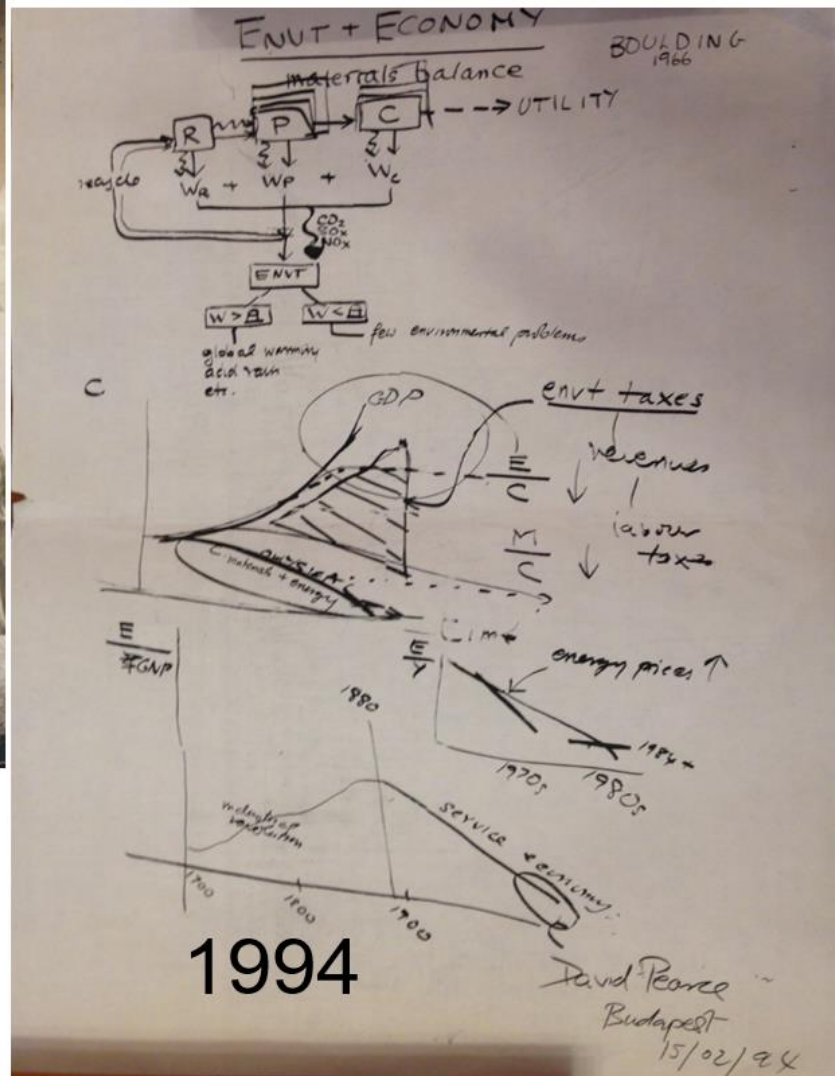 ENVT + ECONOMY
BOULDING
1966
materials balance
R
P
C
UTILITY
recycle
WR + WP + WC
CO2
SOx
NOx
ENVT
W > A
W < A
few environmental problems
global warming
acid rain
etc.
C
GDP
envt taxes
E
C
revenues
labour
taxes
M
C
materials + energy
time
E
GNP
E
Y
energy prices ↑
1984+
1970s
1980s
1880
industrial
revolution
service economy
1700
1800
1900
1994
David Pearce
Budapest
15/02/94